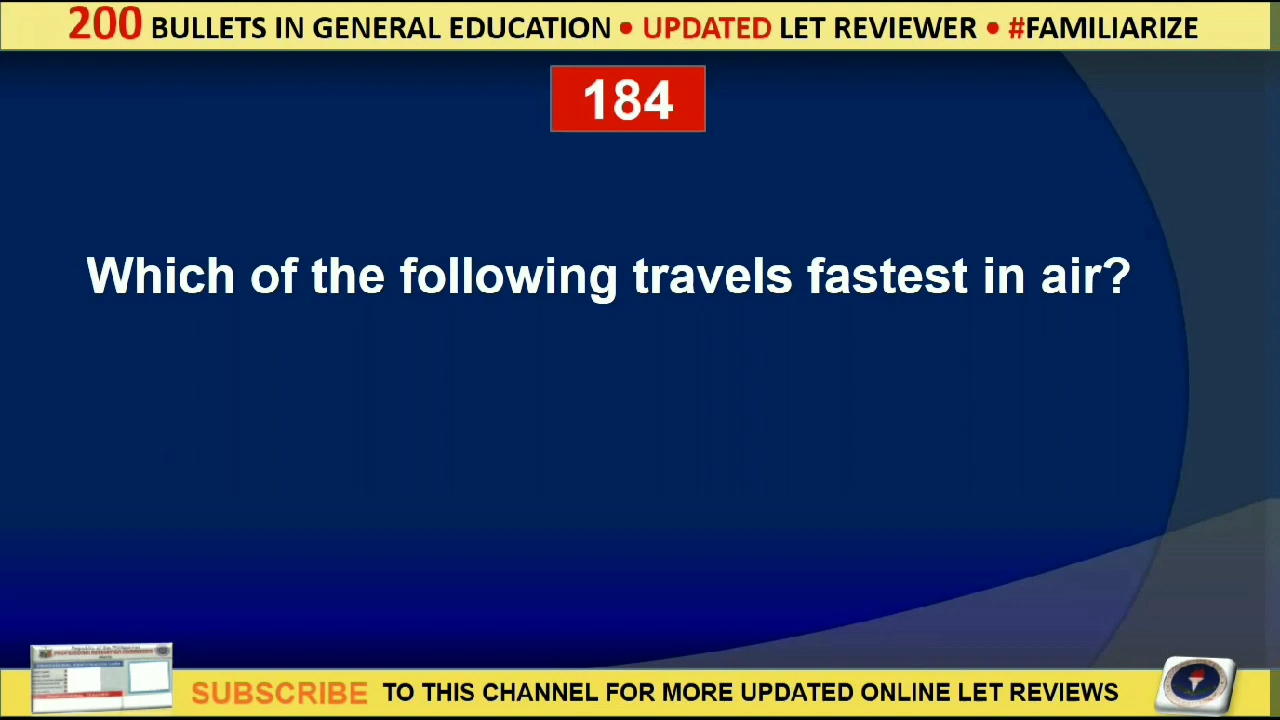 200 BULLETS IN GENERAL EDUCATION • UPDATED LET REVIEWER • #FAMILIARIZE
184
Which of the following travels fastest in air?
SUBSCRIBE TO THIS CHANNEL FOR MORE UPDATED ONLINE LET REVIEWS